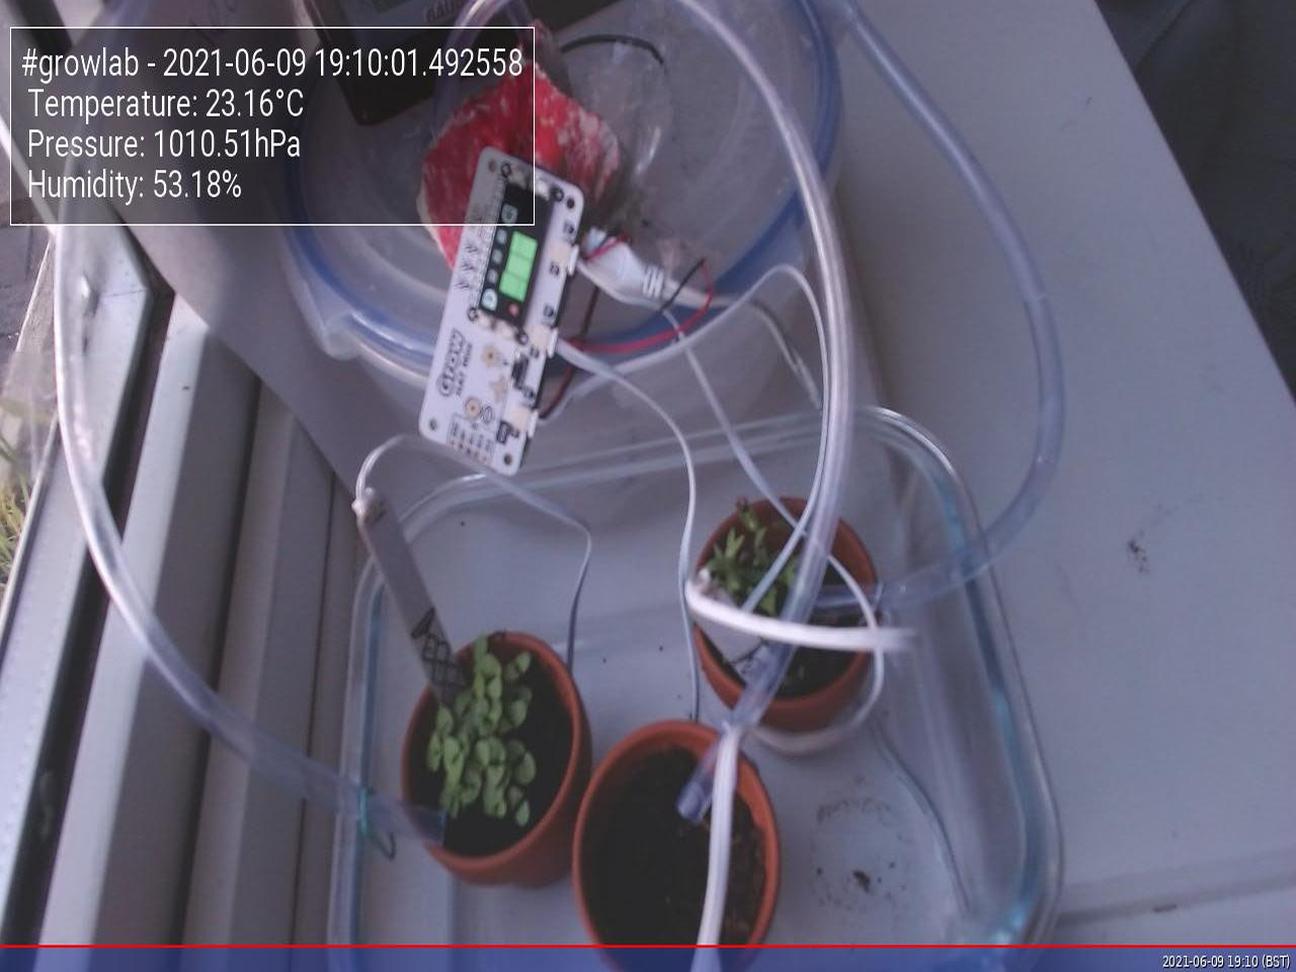 #growlab - 2021-06-09 19:10:01.492558
Temperature: 23.16°C
Pressure: 1010.51hPa
Humidity: 53.18%
Grow
2021-06-09 19:10 (BST)